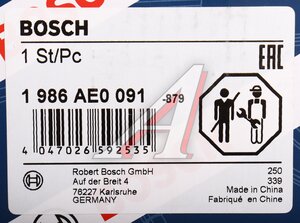 BOSCH
1 St/Pc
EAC
1 986 AE0 091 -879
4 047026 592535
Robert Bosch GmbH
Auf der Breit 4
76227 Karlsruhe
GERMANY
250
339
Made in China
Fabriqué en Chine